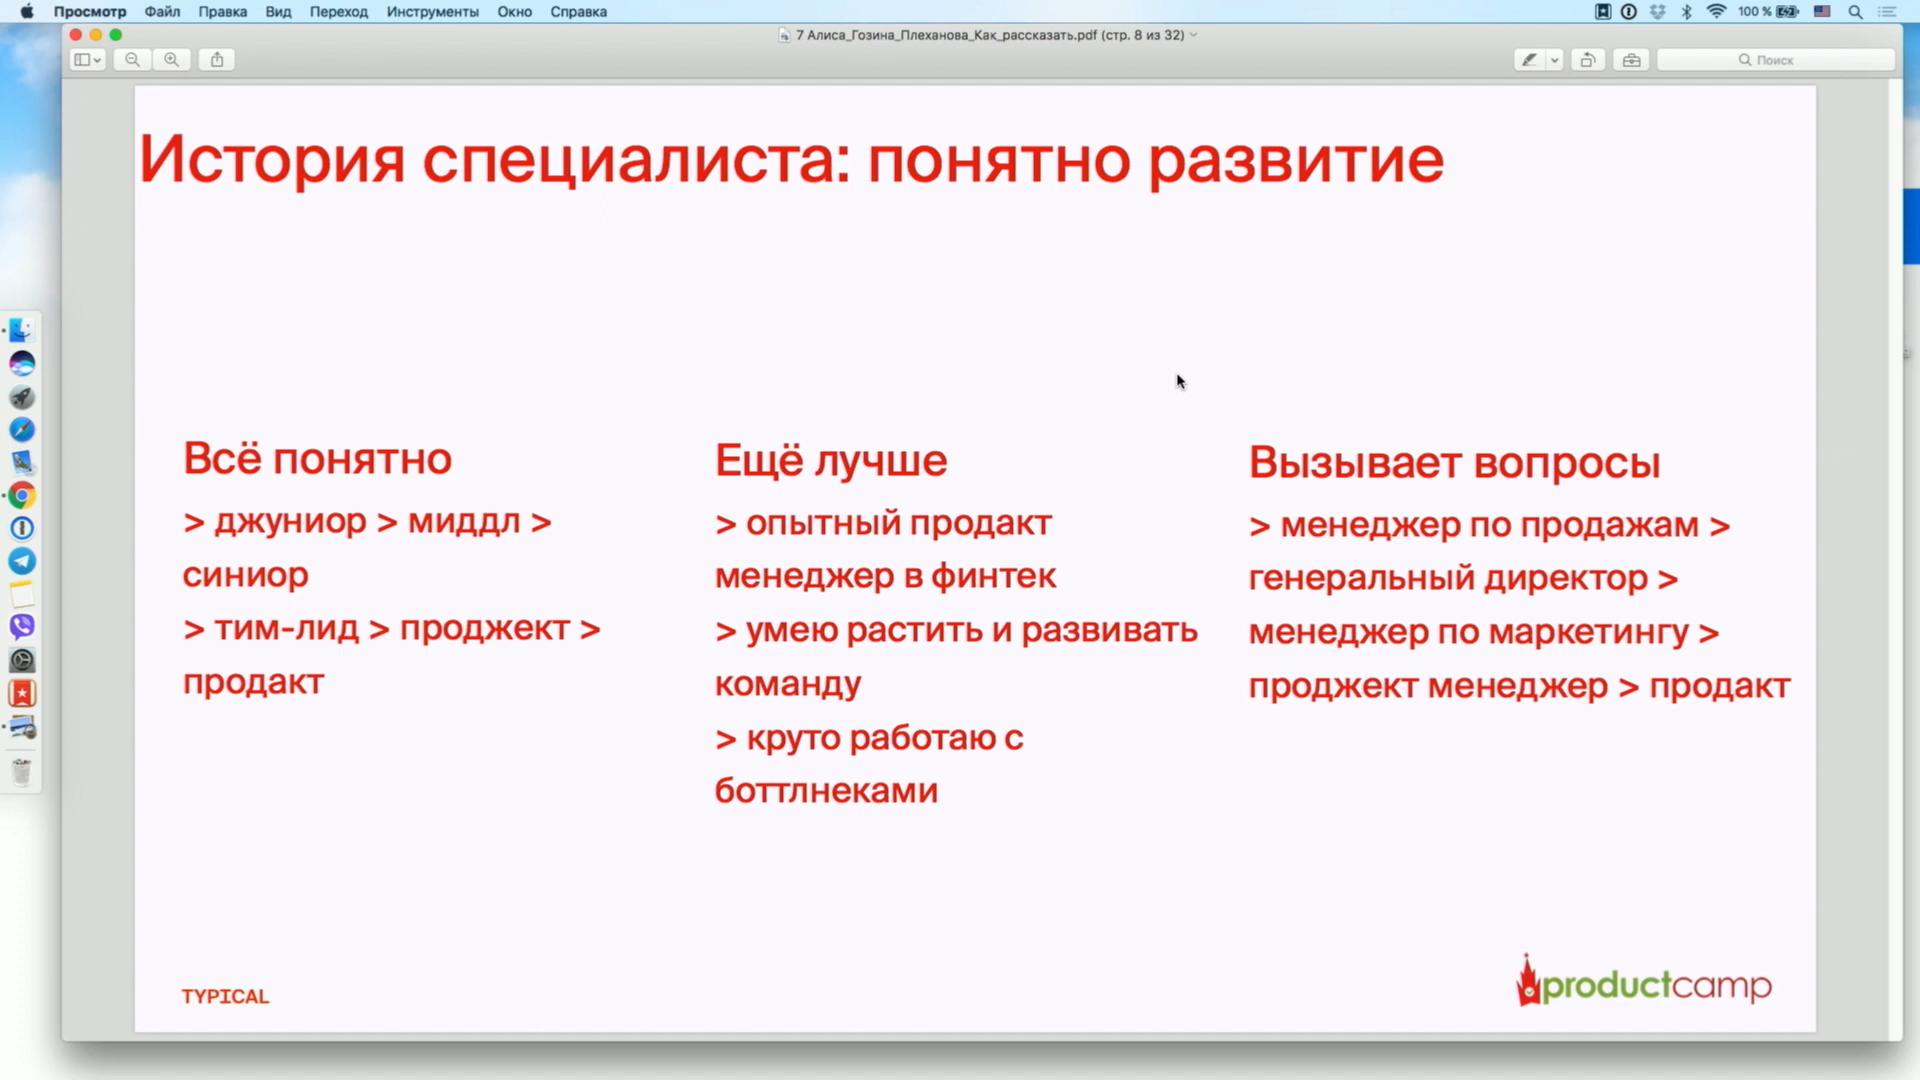 Просмотр Файл Правка Вид Переход Инструменты Окно Справка 100 %
7 Алиса_Гозина_Плеханова_Как_рассказать.pdf (стр. 8 из 32)
Поиск
История специалиста: понятно развитие
Всё понятно
> джуниор > миддл >
синиор
> тим-лид > проджект >
продакт
Ещё лучше
> опытный продакт
менеджер в финтек
> умею растить и развивать
команду
> круто работаю с
боттлнеками
Вызывает вопросы
> менеджер по продажам >
генеральный директор >
менеджер по маркетингу >
проджект менеджер > продакт
TYPICAL
productcamp